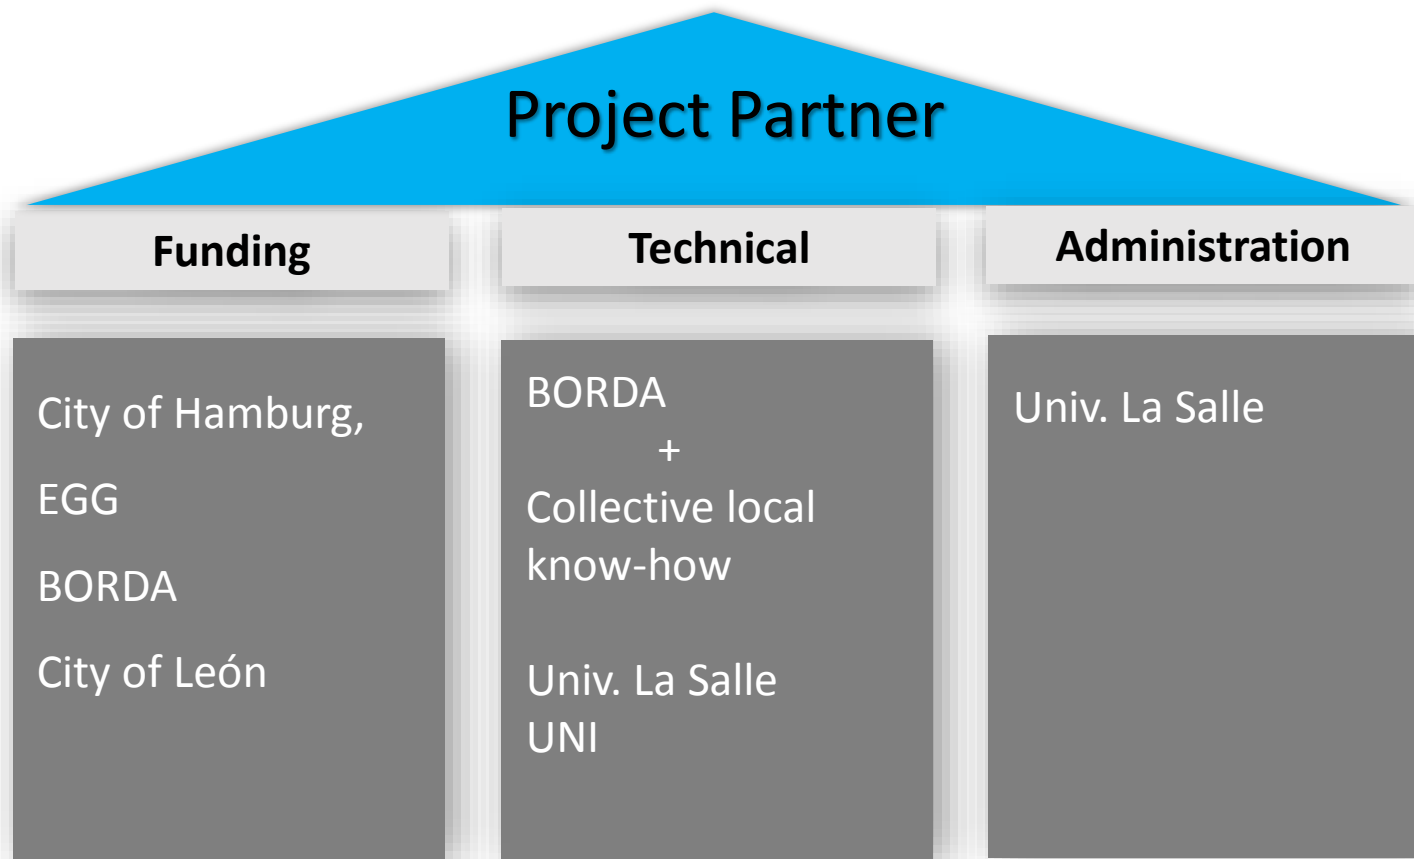 Project Partner
Funding
City of Hamburg,
EGG
BORDA
City of León
Technical
BORDA
+
Collective local
know-how
Univ. La Salle
UNI
Administration
Univ. La Salle